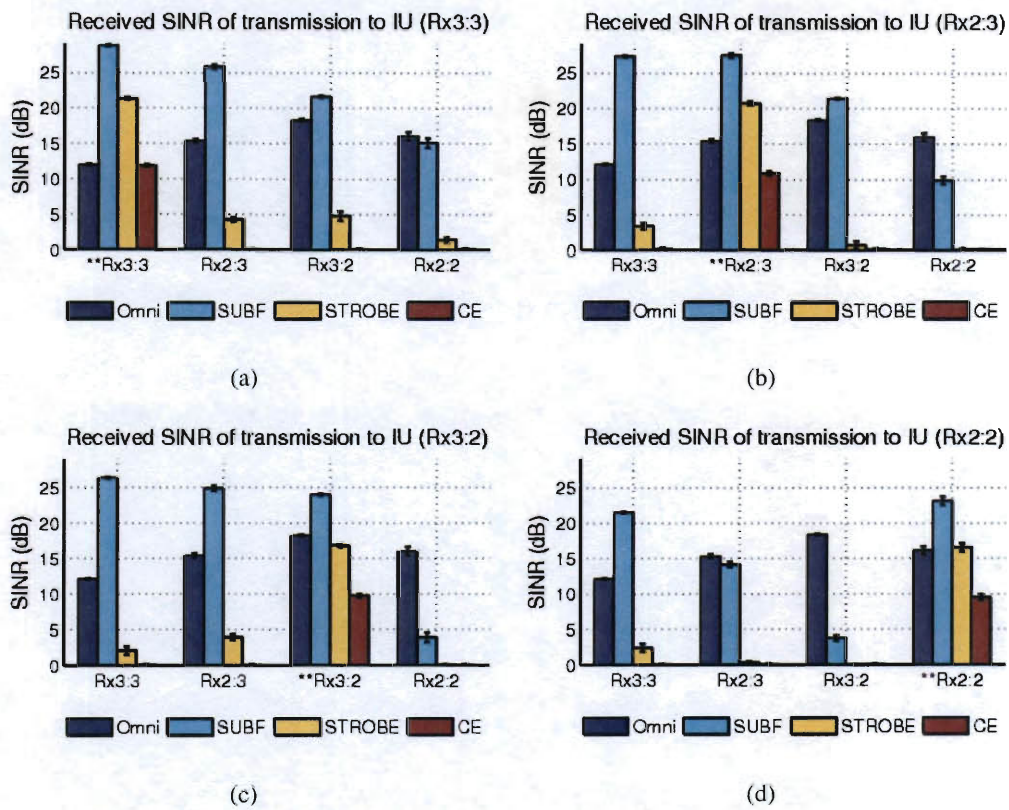 Received SINR of transmission to IU (Rx3:3)
SINR (dB)
25
20
15
10
5
0
**Rx3:3 Rx2:3 Rx3:2 Rx2:2
Omni SUBF STROBE CE
(a)
Received SINR of transmission to IU (Rx2:3)
SINR (dB)
25
20
15
10
5
0
Rx3:3 **Rx2:3 Rx3:2 Rx2:2
Omni SUBF STROBE CE
(b)
Received SINR of transmission to IU (Rx3:2)
SINR (dB)
25
20
15
10
5
0
Rx3:3 Rx2:3 **Rx3:2 Rx2:2
Omni SUBF STROBE CE
(c)
Received SINR of transmission to IU (Rx2:2)
SINR (dB)
25
20
15
10
5
0
Rx3:3 Rx2:3 Rx3:2 **Rx2:2
Omni SUBF STROBE CE
(d)